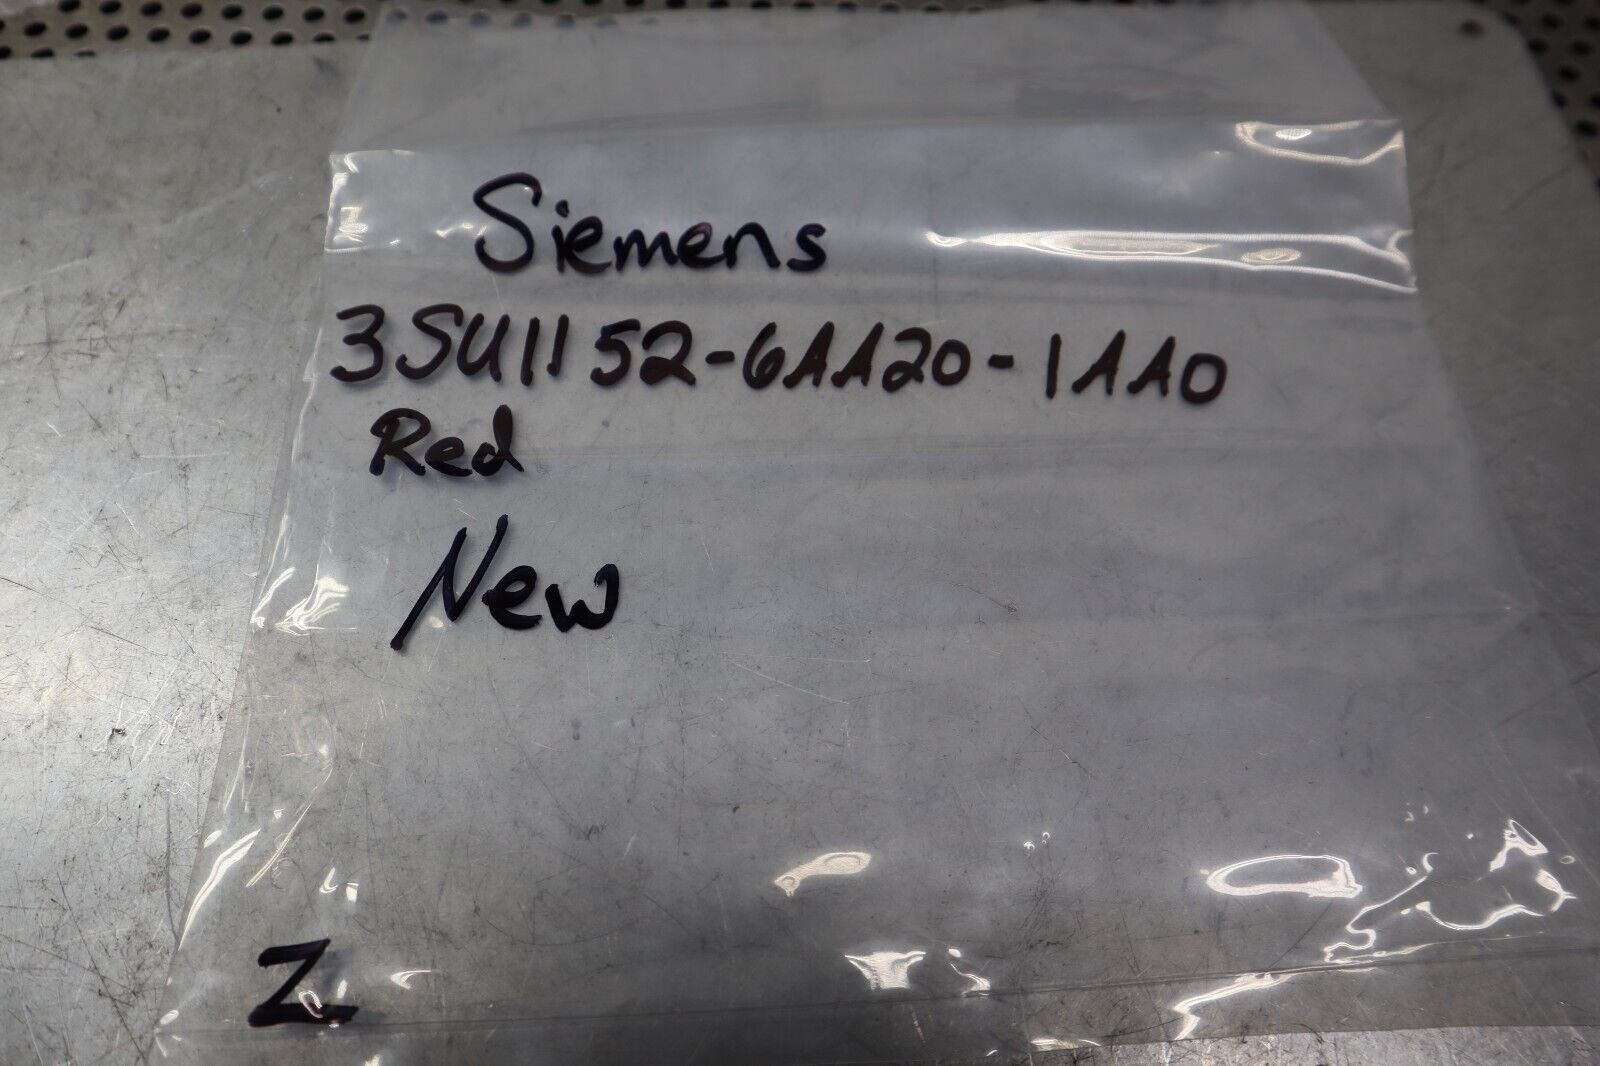 Siemens
3SU1152-6AA20-1AA0
Red
New
Z